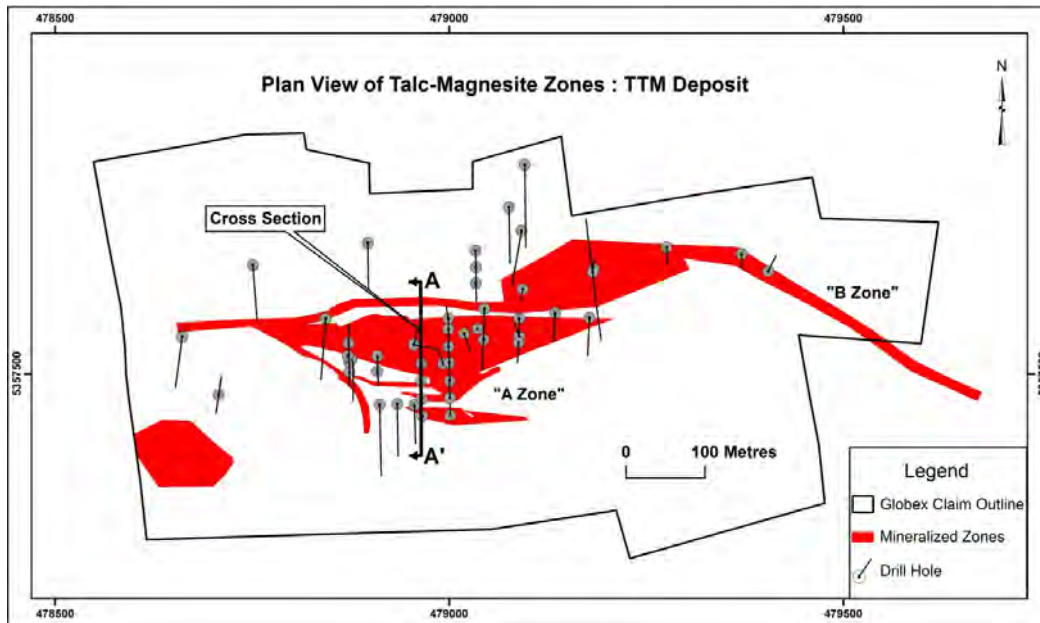 478500
479000
479500
Plan View of Talc-Magnesite Zones : TTM Deposit
N
Cross Section
A
"B Zone"
5357500
"A Zone"
0 100 Metres
A'
Legend
Globex Claim Outline
Mineralized Zones
Drill Hole
478500
479000
479500